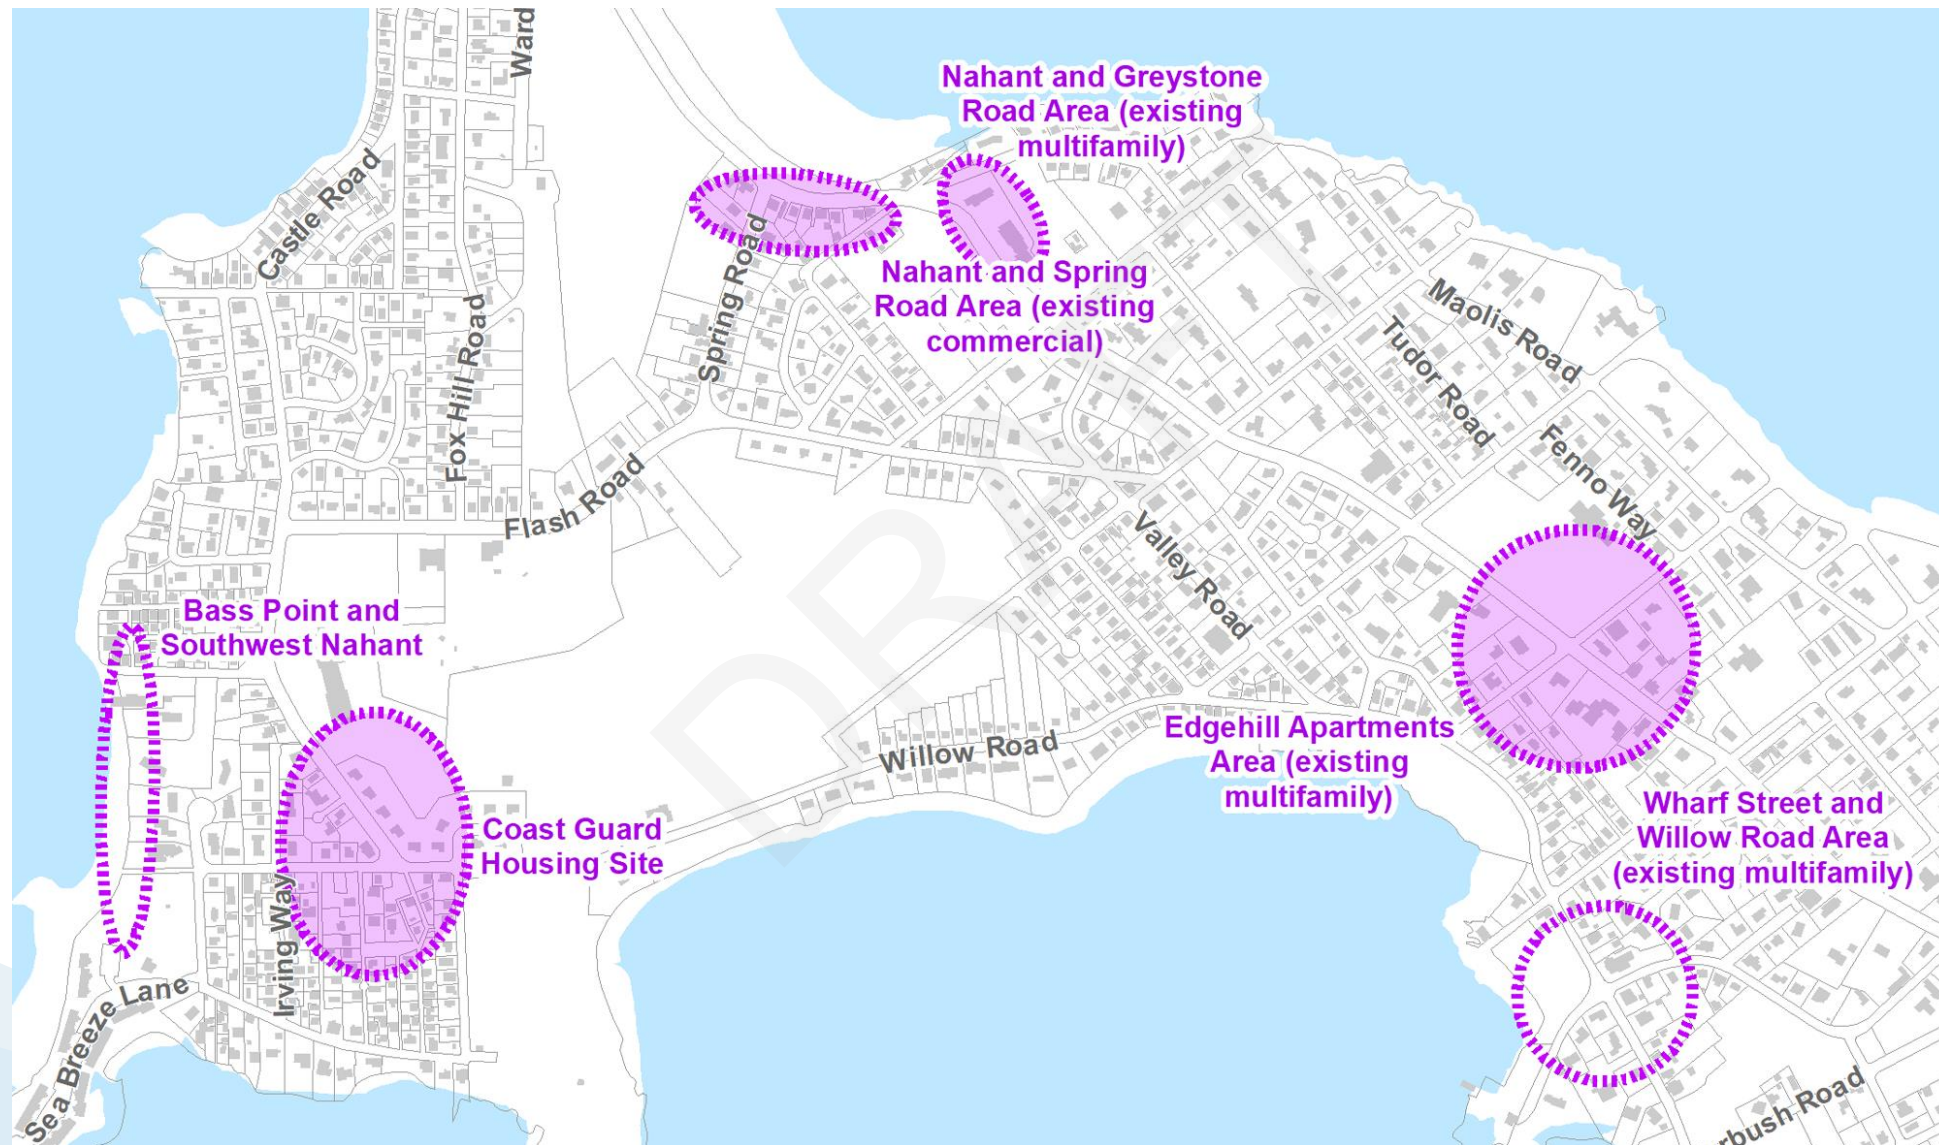 Ward
Nahant and Greystone
Road Area (existing
multifamily)
Castle Road
Spring Road
Nahant and Spring
Road Area (existing
commercial)
Fox Hill Road
Maolis Road
Tudor Road
Fenno Way
Flash Road
Valley Road
DRAFT
Bass Point and
Southwest Nahant
Willow Road
Edgehill Apartments
Area (existing
multifamily)
Wharf Street and
Willow Road Area
(existing multifamily)
Coast Guard
Housing Site
Irving Way
Sea Breeze Lane
rbush Road